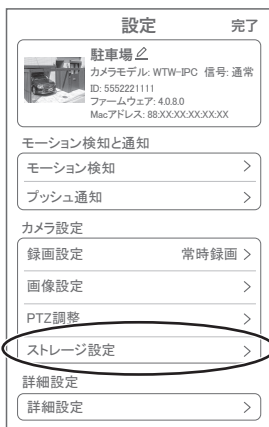 設定 完了
駐車場
カメラモデル: WTW-IPC 信号: 通常
ID: 5552221111
ファームウェア: 4.0.8.0
Macアドレス: 88:XX:XX:XX:XX:XX
モーション検知と通知
モーション検知 >
プッシュ通知 >
カメラ設定
録画設定 常時録画 >
画像設定 >
PTZ調整 >
ストレージ設定 >
詳細設定
詳細設定 >